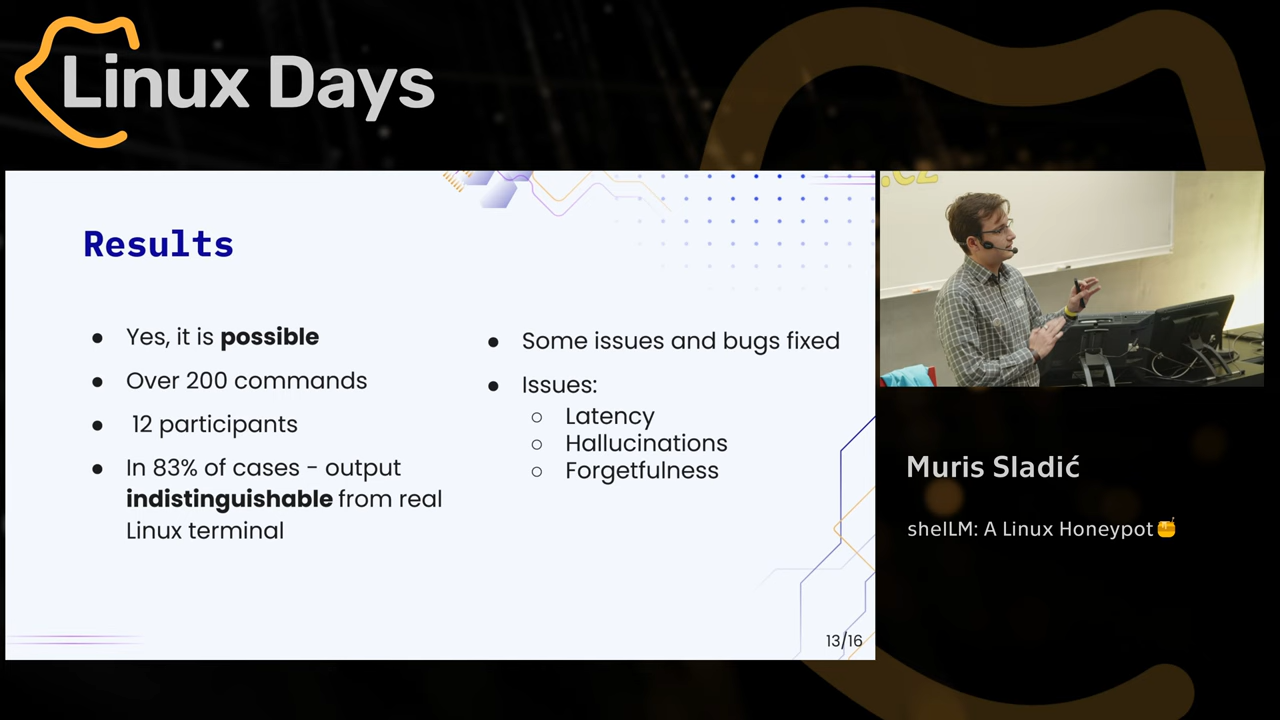 Linux Days
Results
● Yes, it is possible
● Over 200 commands
● 12 participants
● In 83% of cases - output
indistinguishable from real
Linux terminal
● Some issues and bugs fixed
● Issues:
○ Latency
○ Hallucinations
○ Forgetfulness
13/16
.cz
Muris Sladić
shelLM: A Linux Honeypot🍯